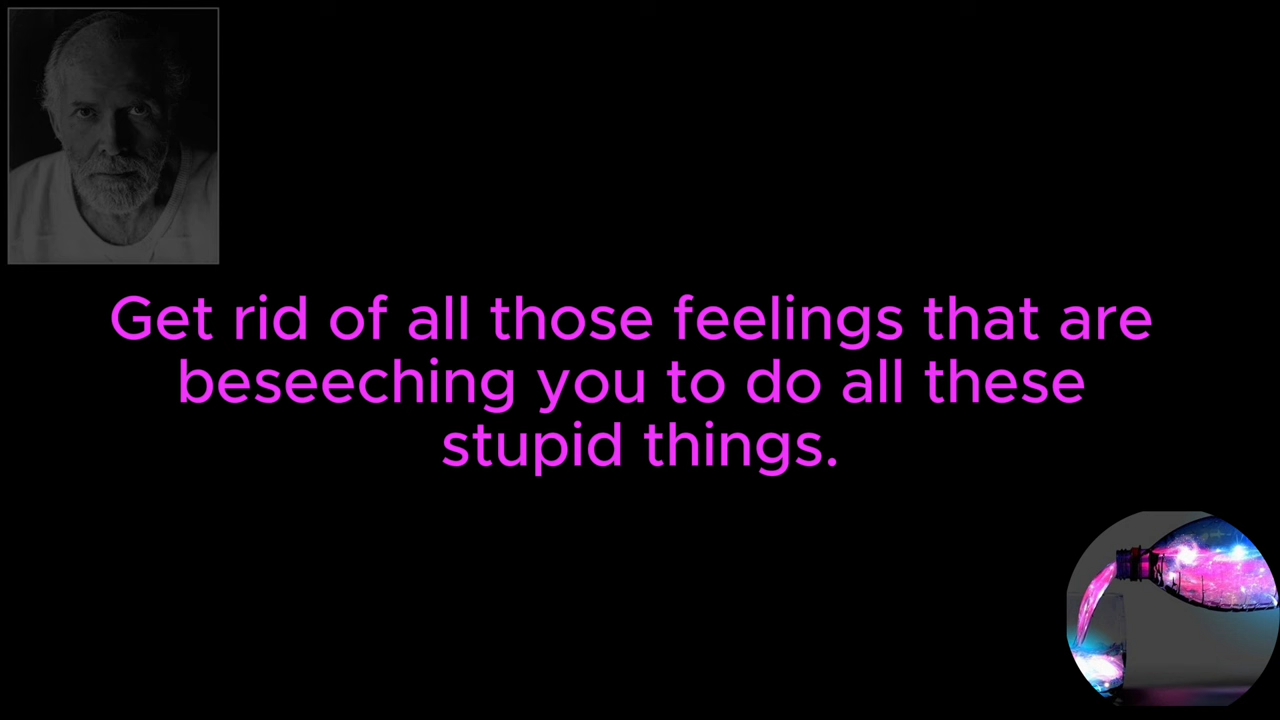 Get rid of all those feelings that are
beseeching you to do all these
stupid things.